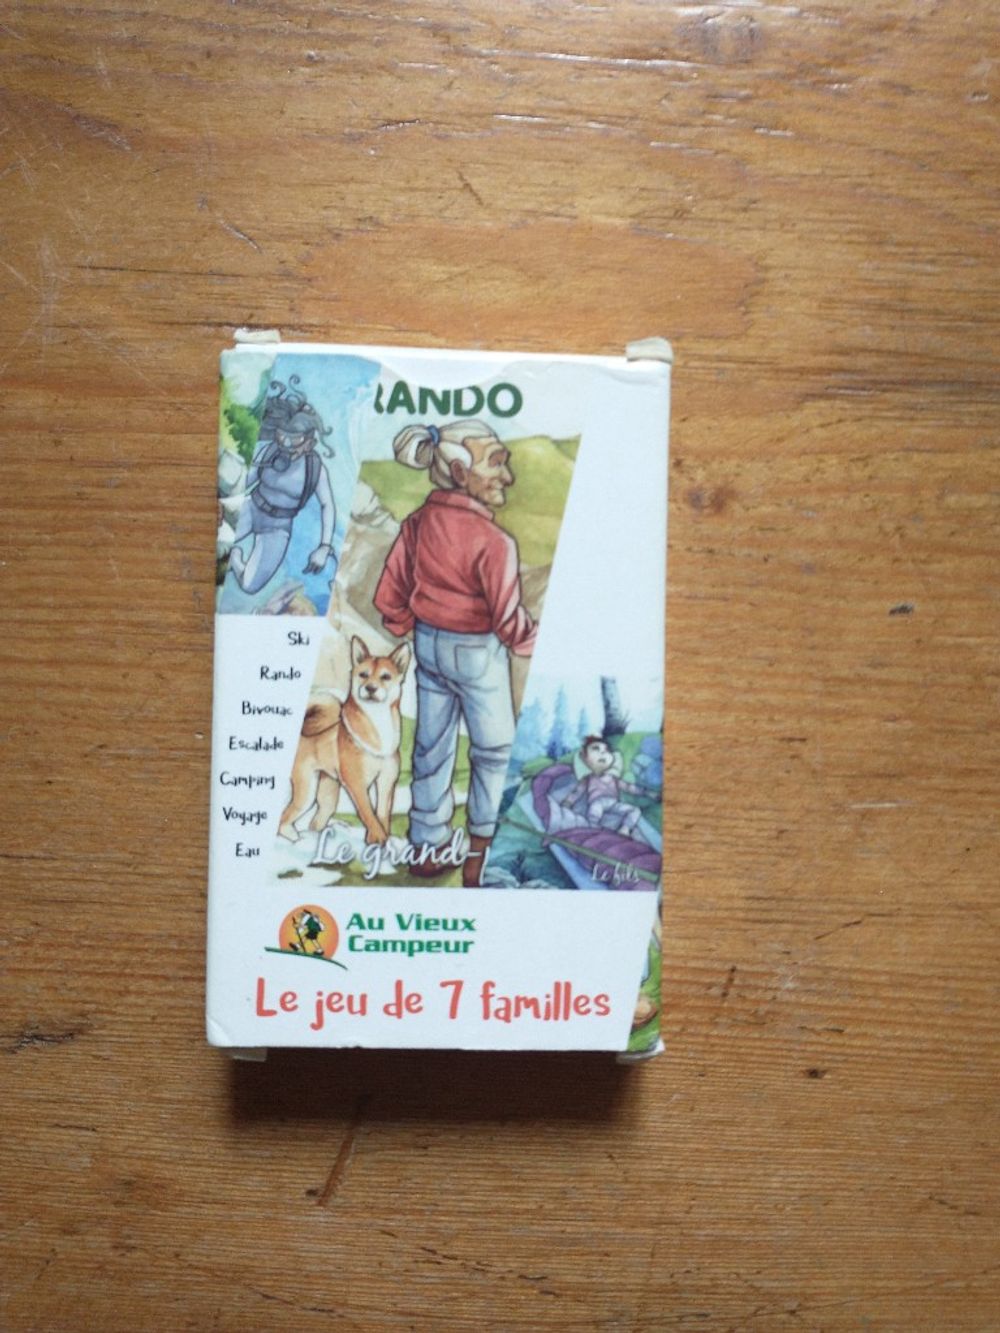 RANDO
Ski
Rando
Bivouac
Escalade
Camping
Voyage
Eau
Le grand-
Le fils
Au Vieux
Campeur
Le jeu de 7 familles